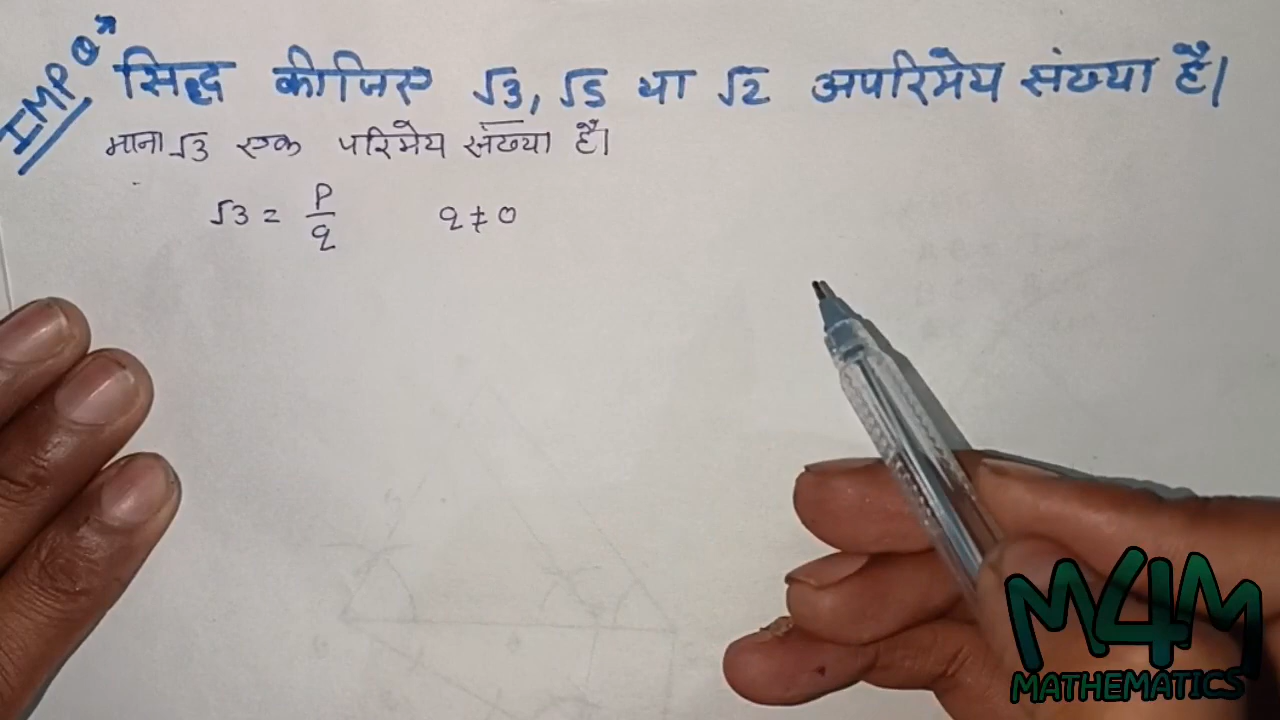 IMP Q→ सिद्ध कीजिए √3, √5 या √2 अपरिमेय संख्या है।
माना √3 एक परिमेय संख्या है।
√3 = p/q q ≠ 0
M4M
MATHEMATICS